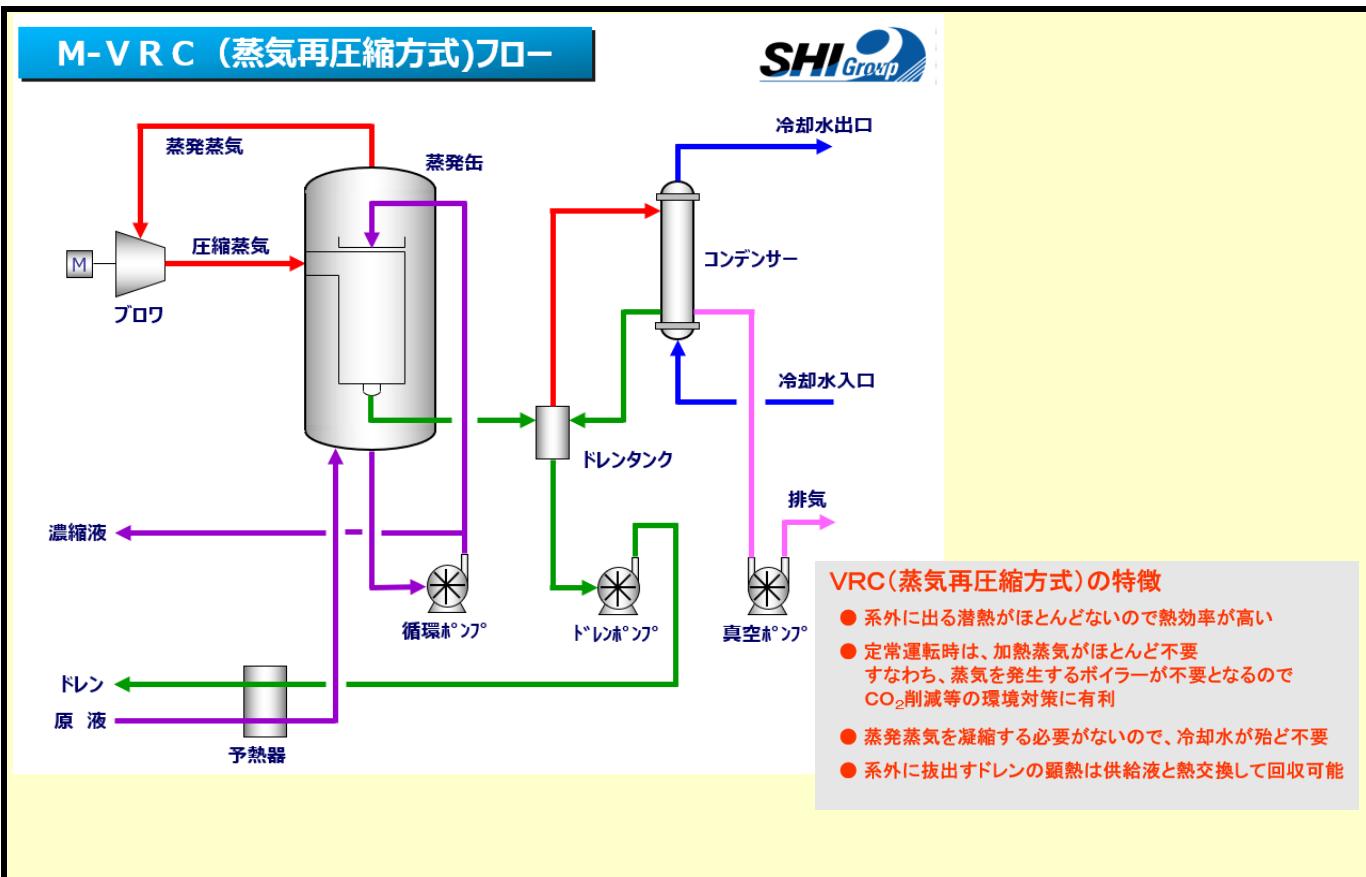 M-VRC（蒸気再圧縮方式)フロー
SHI Group
冷却水出口
蒸発蒸気
蒸発缶
圧縮蒸気
コンデンサー
M
ブロワ
冷却水入口
ドレンタンク
排気
濃縮液
循環ﾎﾟﾝﾌﾟ
ﾄﾞﾚﾝﾎﾟﾝﾌﾟ
真空ﾎﾟﾝﾌﾟ
ドレン
原 液
予熱器
VRC(蒸気再圧縮方式)の特徴
● 系外に出る潜熱がほとんどないので熱効率が高い
● 定常運転時は、加熱蒸気がほとんど不要
すなわち、蒸気を発生するボイラーが不要となるので
CO₂削減等の環境対策に有利
● 蒸発蒸気を凝縮する必要がないので、冷却水が殆ど不要
● 系外に抜出すドレンの顕熱は供給液と熱交換して回収可能